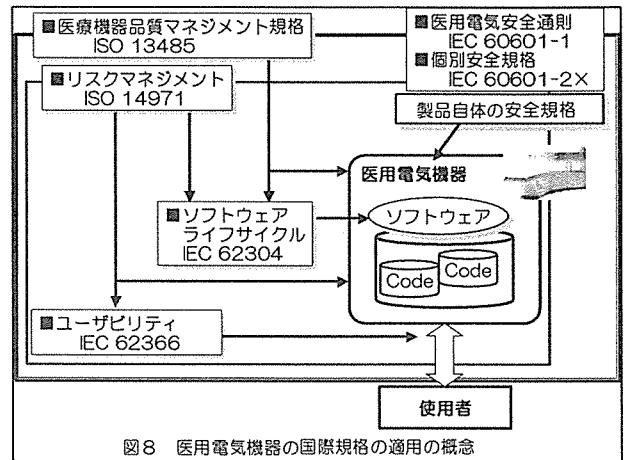 ■医療機器品質マネジメント規格
ISO 13485
■医用電気安全通則
IEC 60601-1
■個別安全規格
IEC 60601-2×
■リスクマネジメント
ISO 14971
製品自体の安全規格
医用電気機器
ソフトウェア
■ソフトウェア
ライフサイクル
IEC 62304
Code
Code
■ユーザビリティ
IEC 62366
使用者
図8 医用電気機器の国際規格の適用の概念